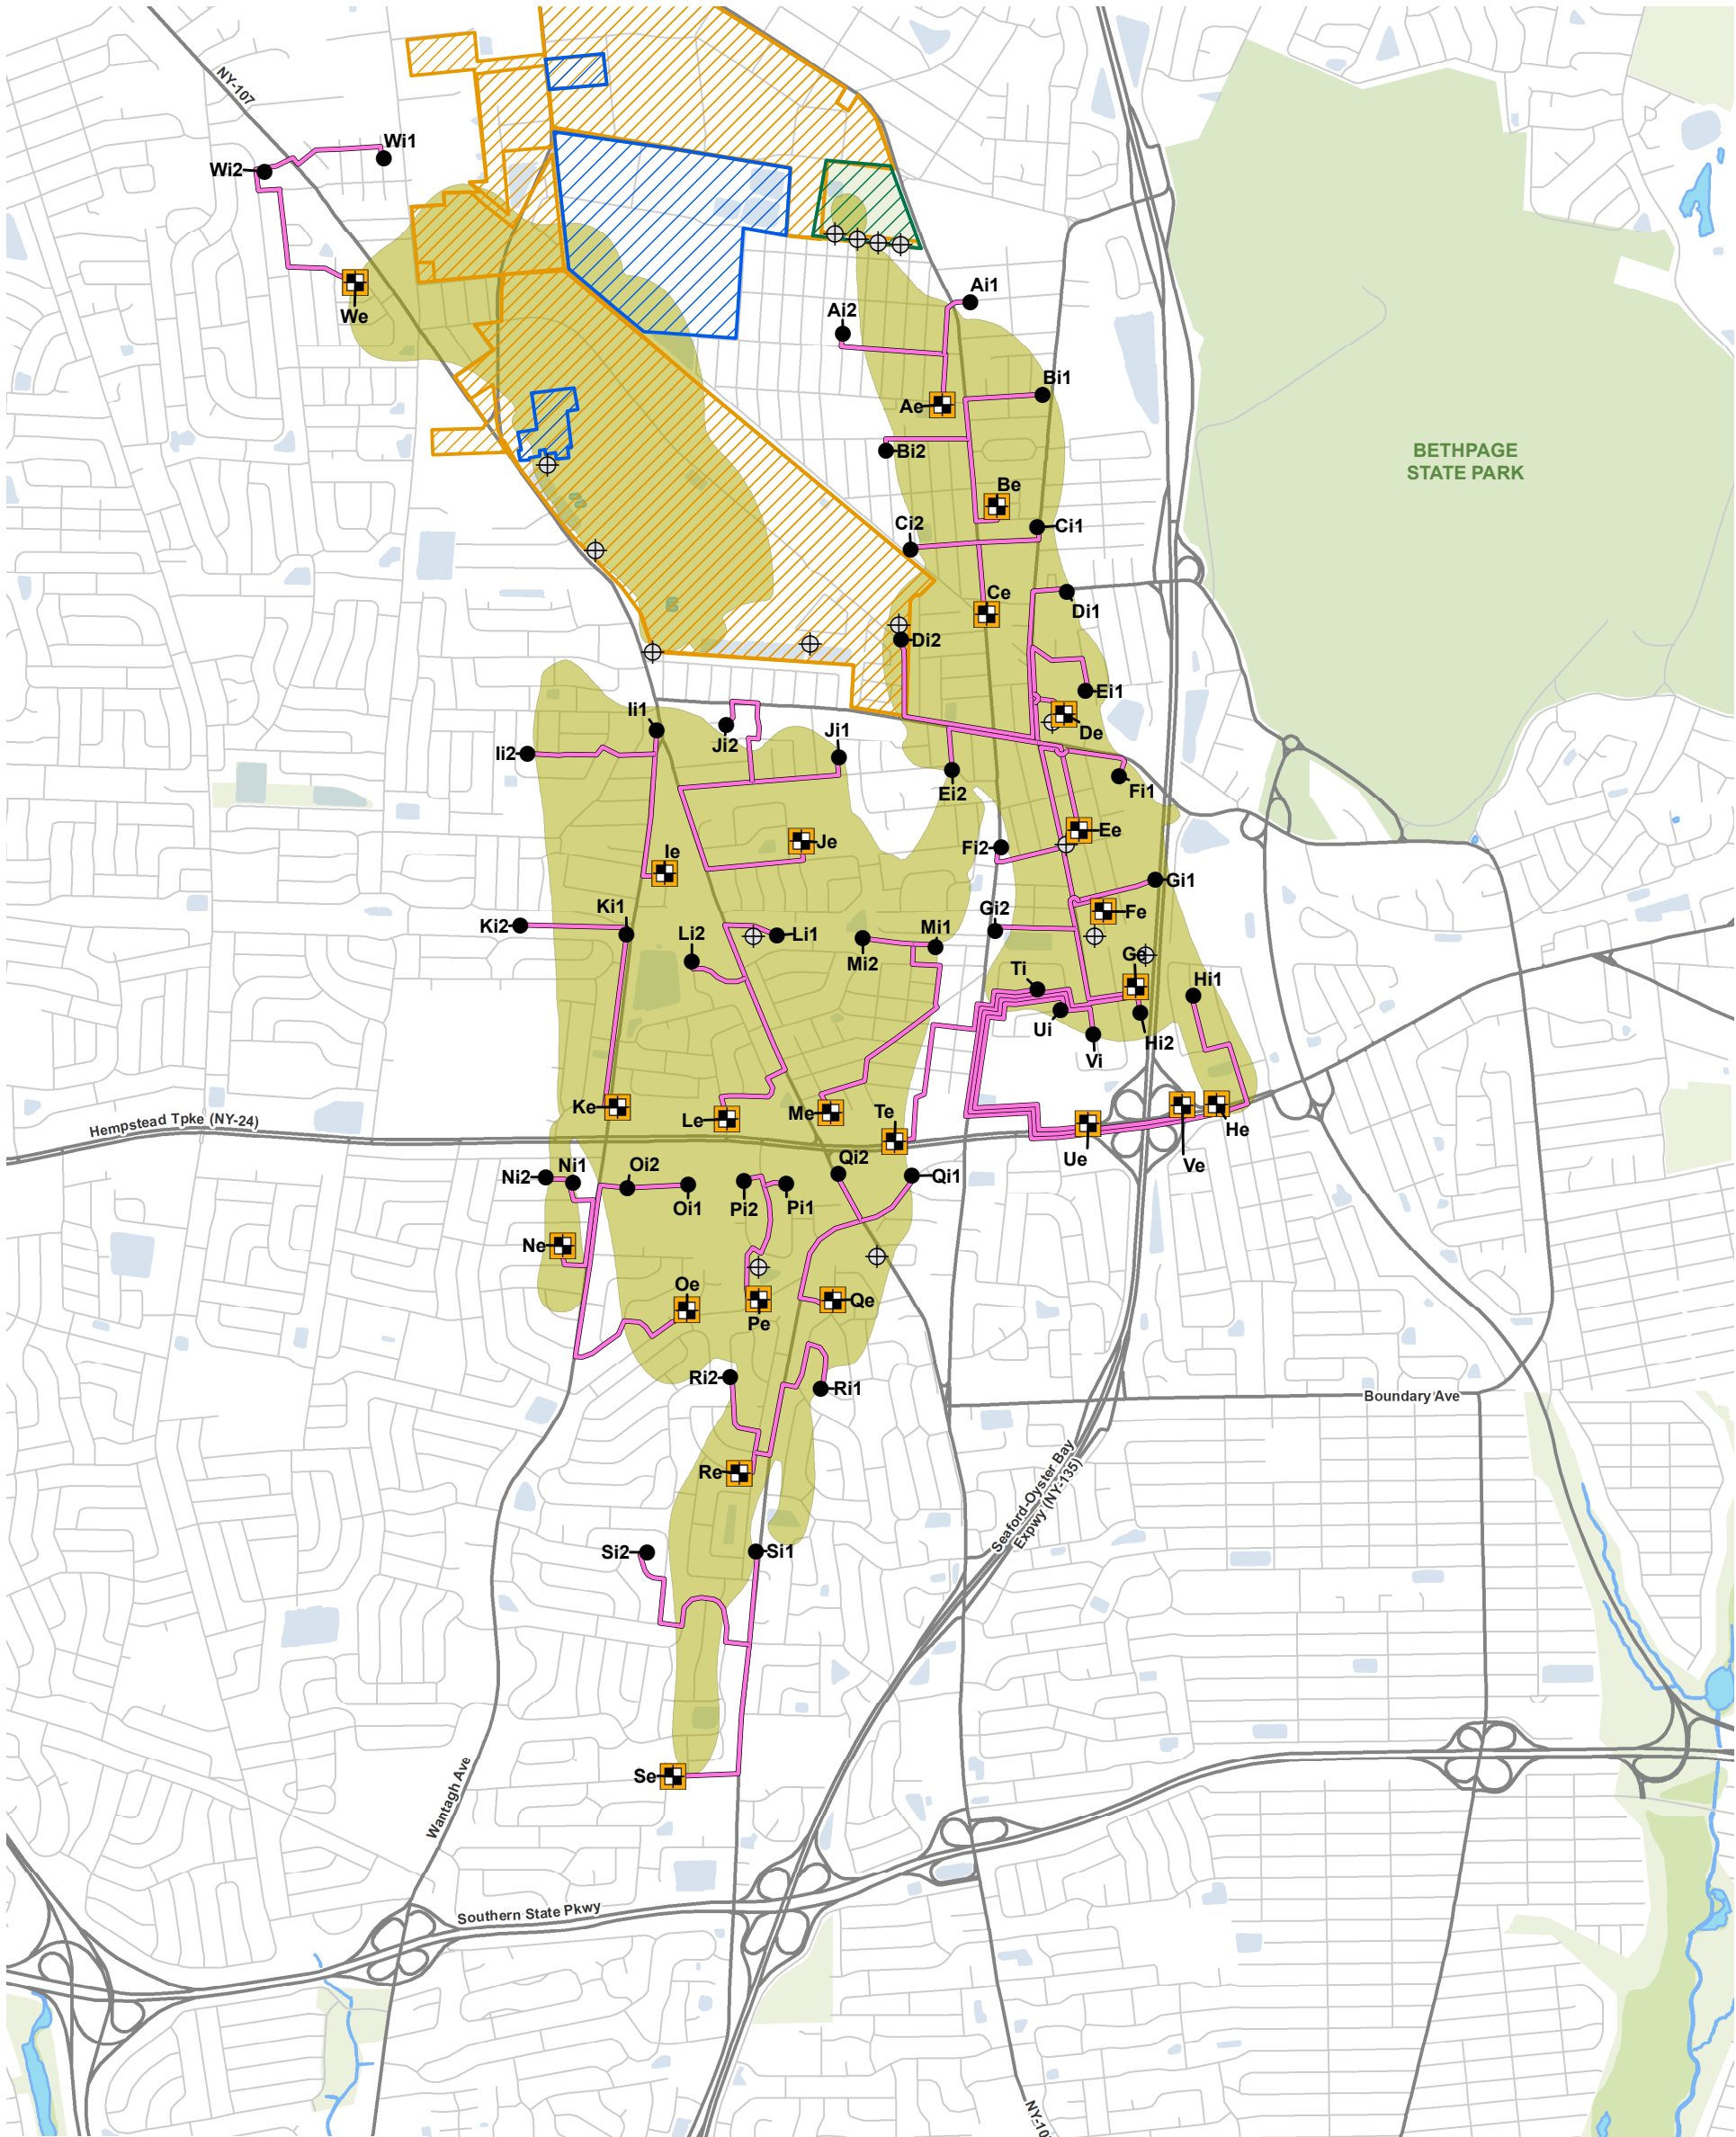 NY-107
Wi1
Wi2
We
Ai1
Ai2
Bi1
Ae
Bi2
BETHPAGE
STATE PARK
Be
Ci2
Ci1
Ce
Di1
Di2
Ei1
Ii1
De
Ji2
Ji1
Ii2
Ei2
Fi1
Ee
Je
Ie
Fi2
Gi1
Ki1
Gi2
Fe
Ki2
Li2
Li1
Mi1
Mi2
Ge
Ti
Hi1
Ui
Hi2
Vi
Ke
Le
Me
Te
Hempstead Tpke (NY-24)
He
Ue
Ve
Ni2
Ni1
Oi2
Qi2
Qi1
Oi1
Pi2
Pi1
Ne
Oe
Qe
Pe
Ri2
Ri1
Boundary Ave
Re
Seaford-Oyster Bay
Expwy (NY-135)
Si2
Si1
Se
Wantagh Ave
Southern State Pkwy